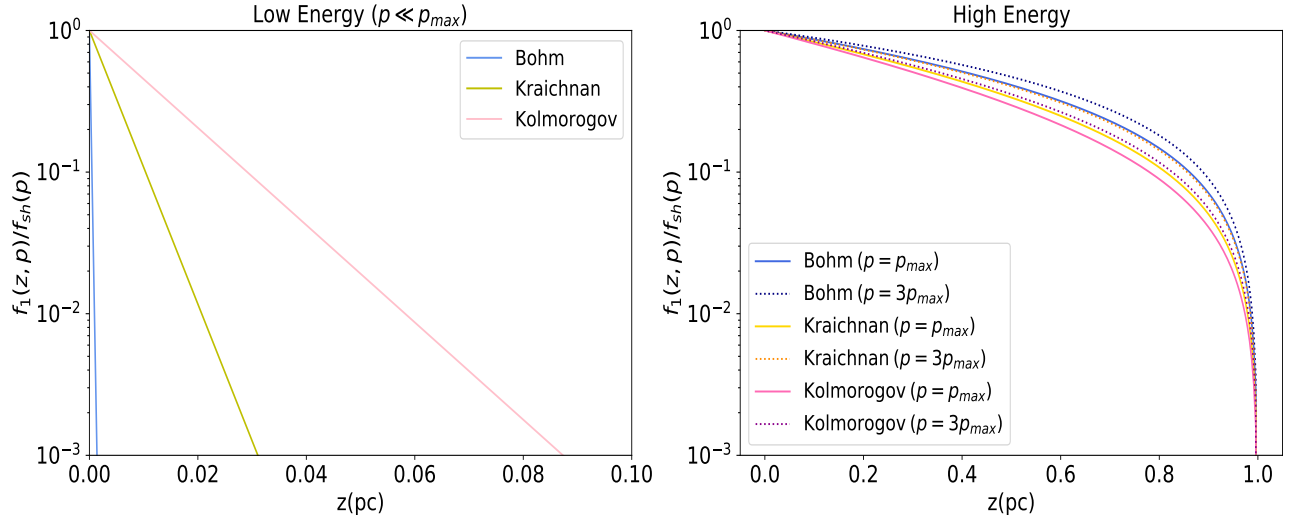 Low Energy (p ≪ p_max)
f_1(z, p)/f_sh(p)
10^0
10^−1
10^−2
10^−3
Bohm
Kraichnan
Kolmorogov
0.00 0.02 0.04 0.06 0.08 0.10
z(pc)
High Energy
f_1(z, p)/f_sh(p)
10^0
10^−1
10^−2
10^−3
Bohm (p = p_max)
Bohm (p = 3p_max)
Kraichnan (p = p_max)
Kraichnan (p = 3p_max)
Kolmorogov (p = p_max)
Kolmorogov (p = 3p_max)
0.0 0.2 0.4 0.6 0.8 1.0
z(pc)